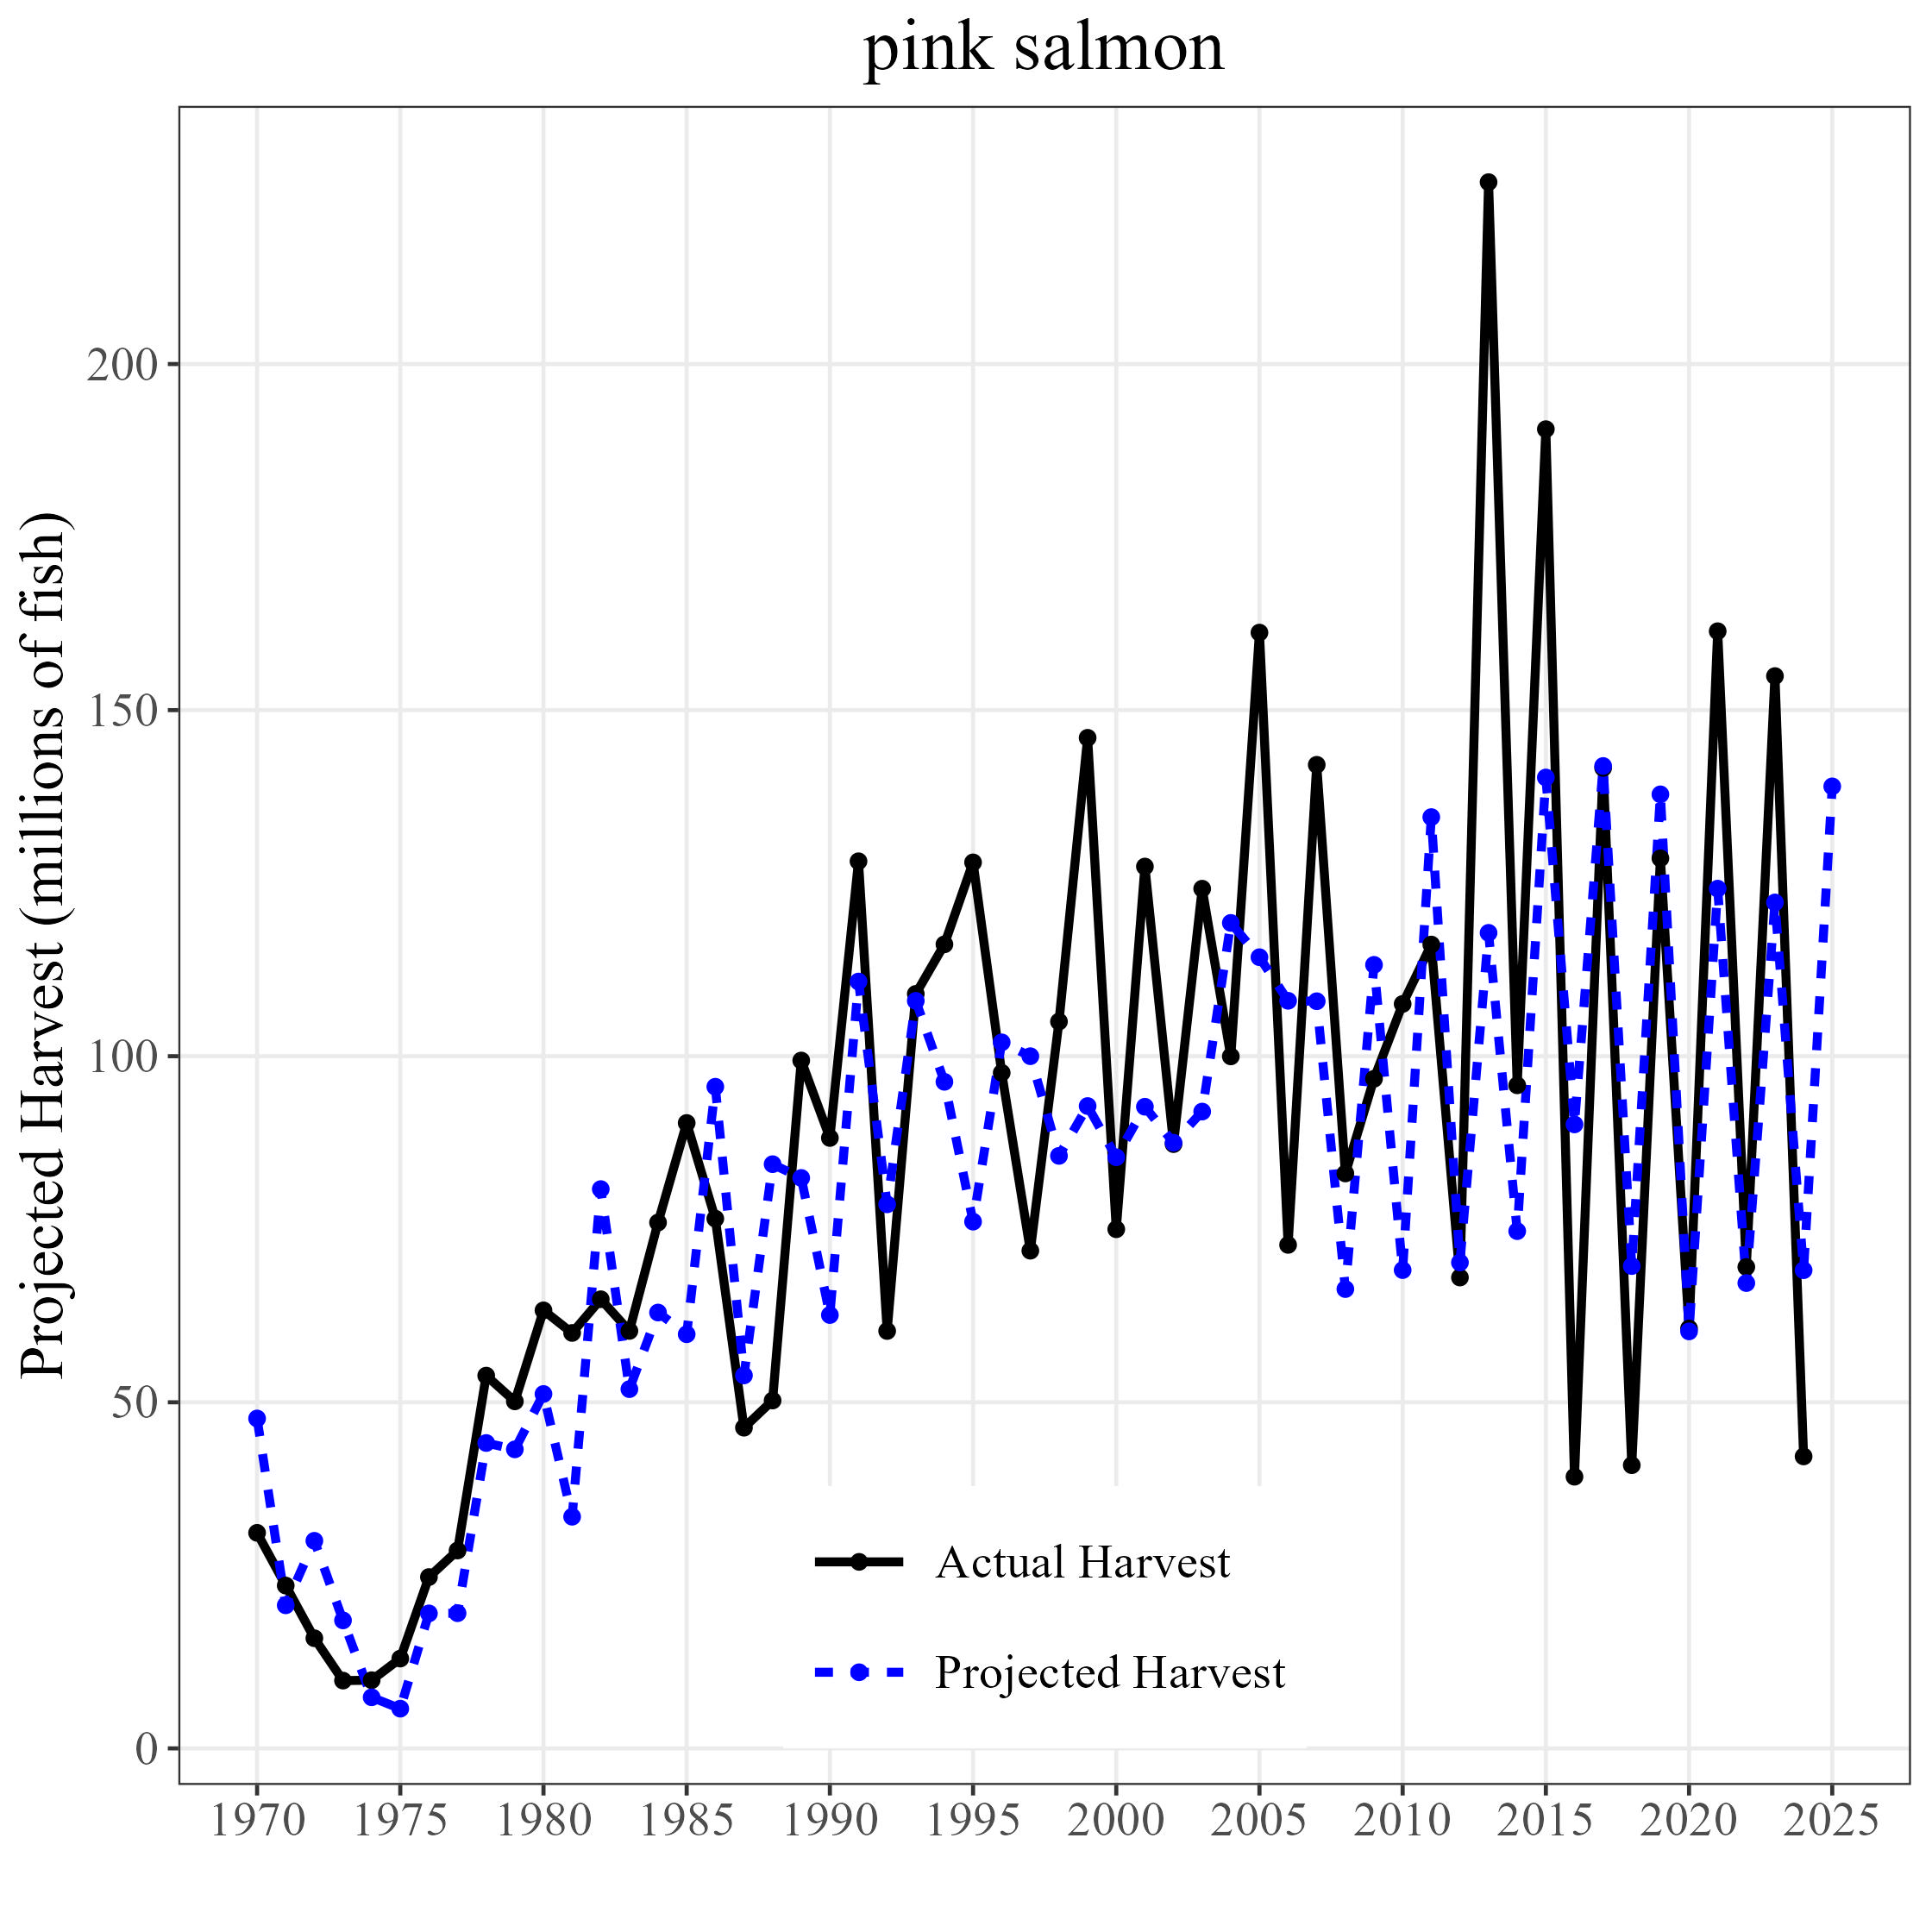 pink salmon
Projected Harvest (millions of fish)
200
150
100
50
0
Actual Harvest
Projected Harvest
1970 1975 1980 1985 1990 1995 2000 2005 2010 2015 2020 2025